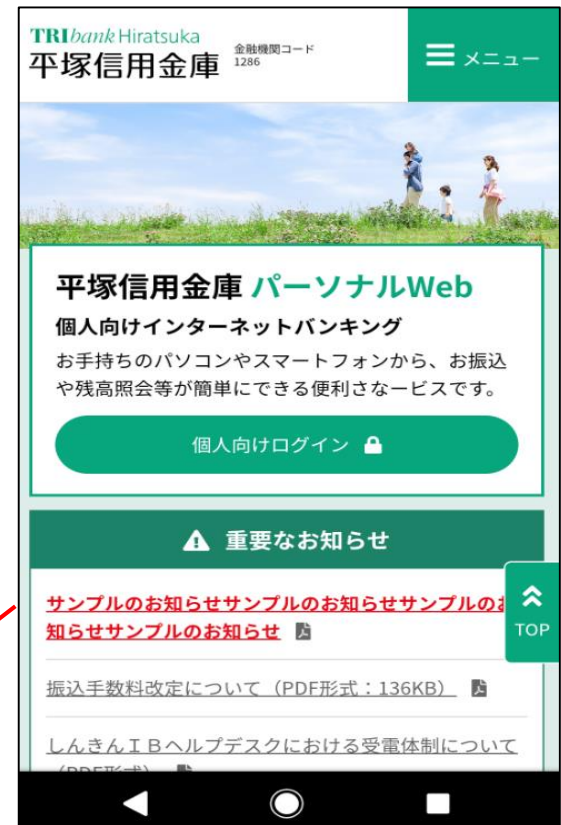 TRIbank Hiratsuka
平塚信用金庫
金融機関コード
1286
メニュー
平塚信用金庫 パーソナルWeb
個人向けインターネットバンキング
お手持ちのパソコンやスマートフォンから、お振込
や残高照会等が簡単にできる便利さなービスです。
個人向けログイン
重要なお知らせ
サンプルのお知らせサンプルのお知らせサンプルのお
知らせサンプルのお知らせ
TOP
振込手数料改定について（PDF形式：136KB）
しんきんＩＢヘルプデスクにおける受電体制について
（PDF形式）